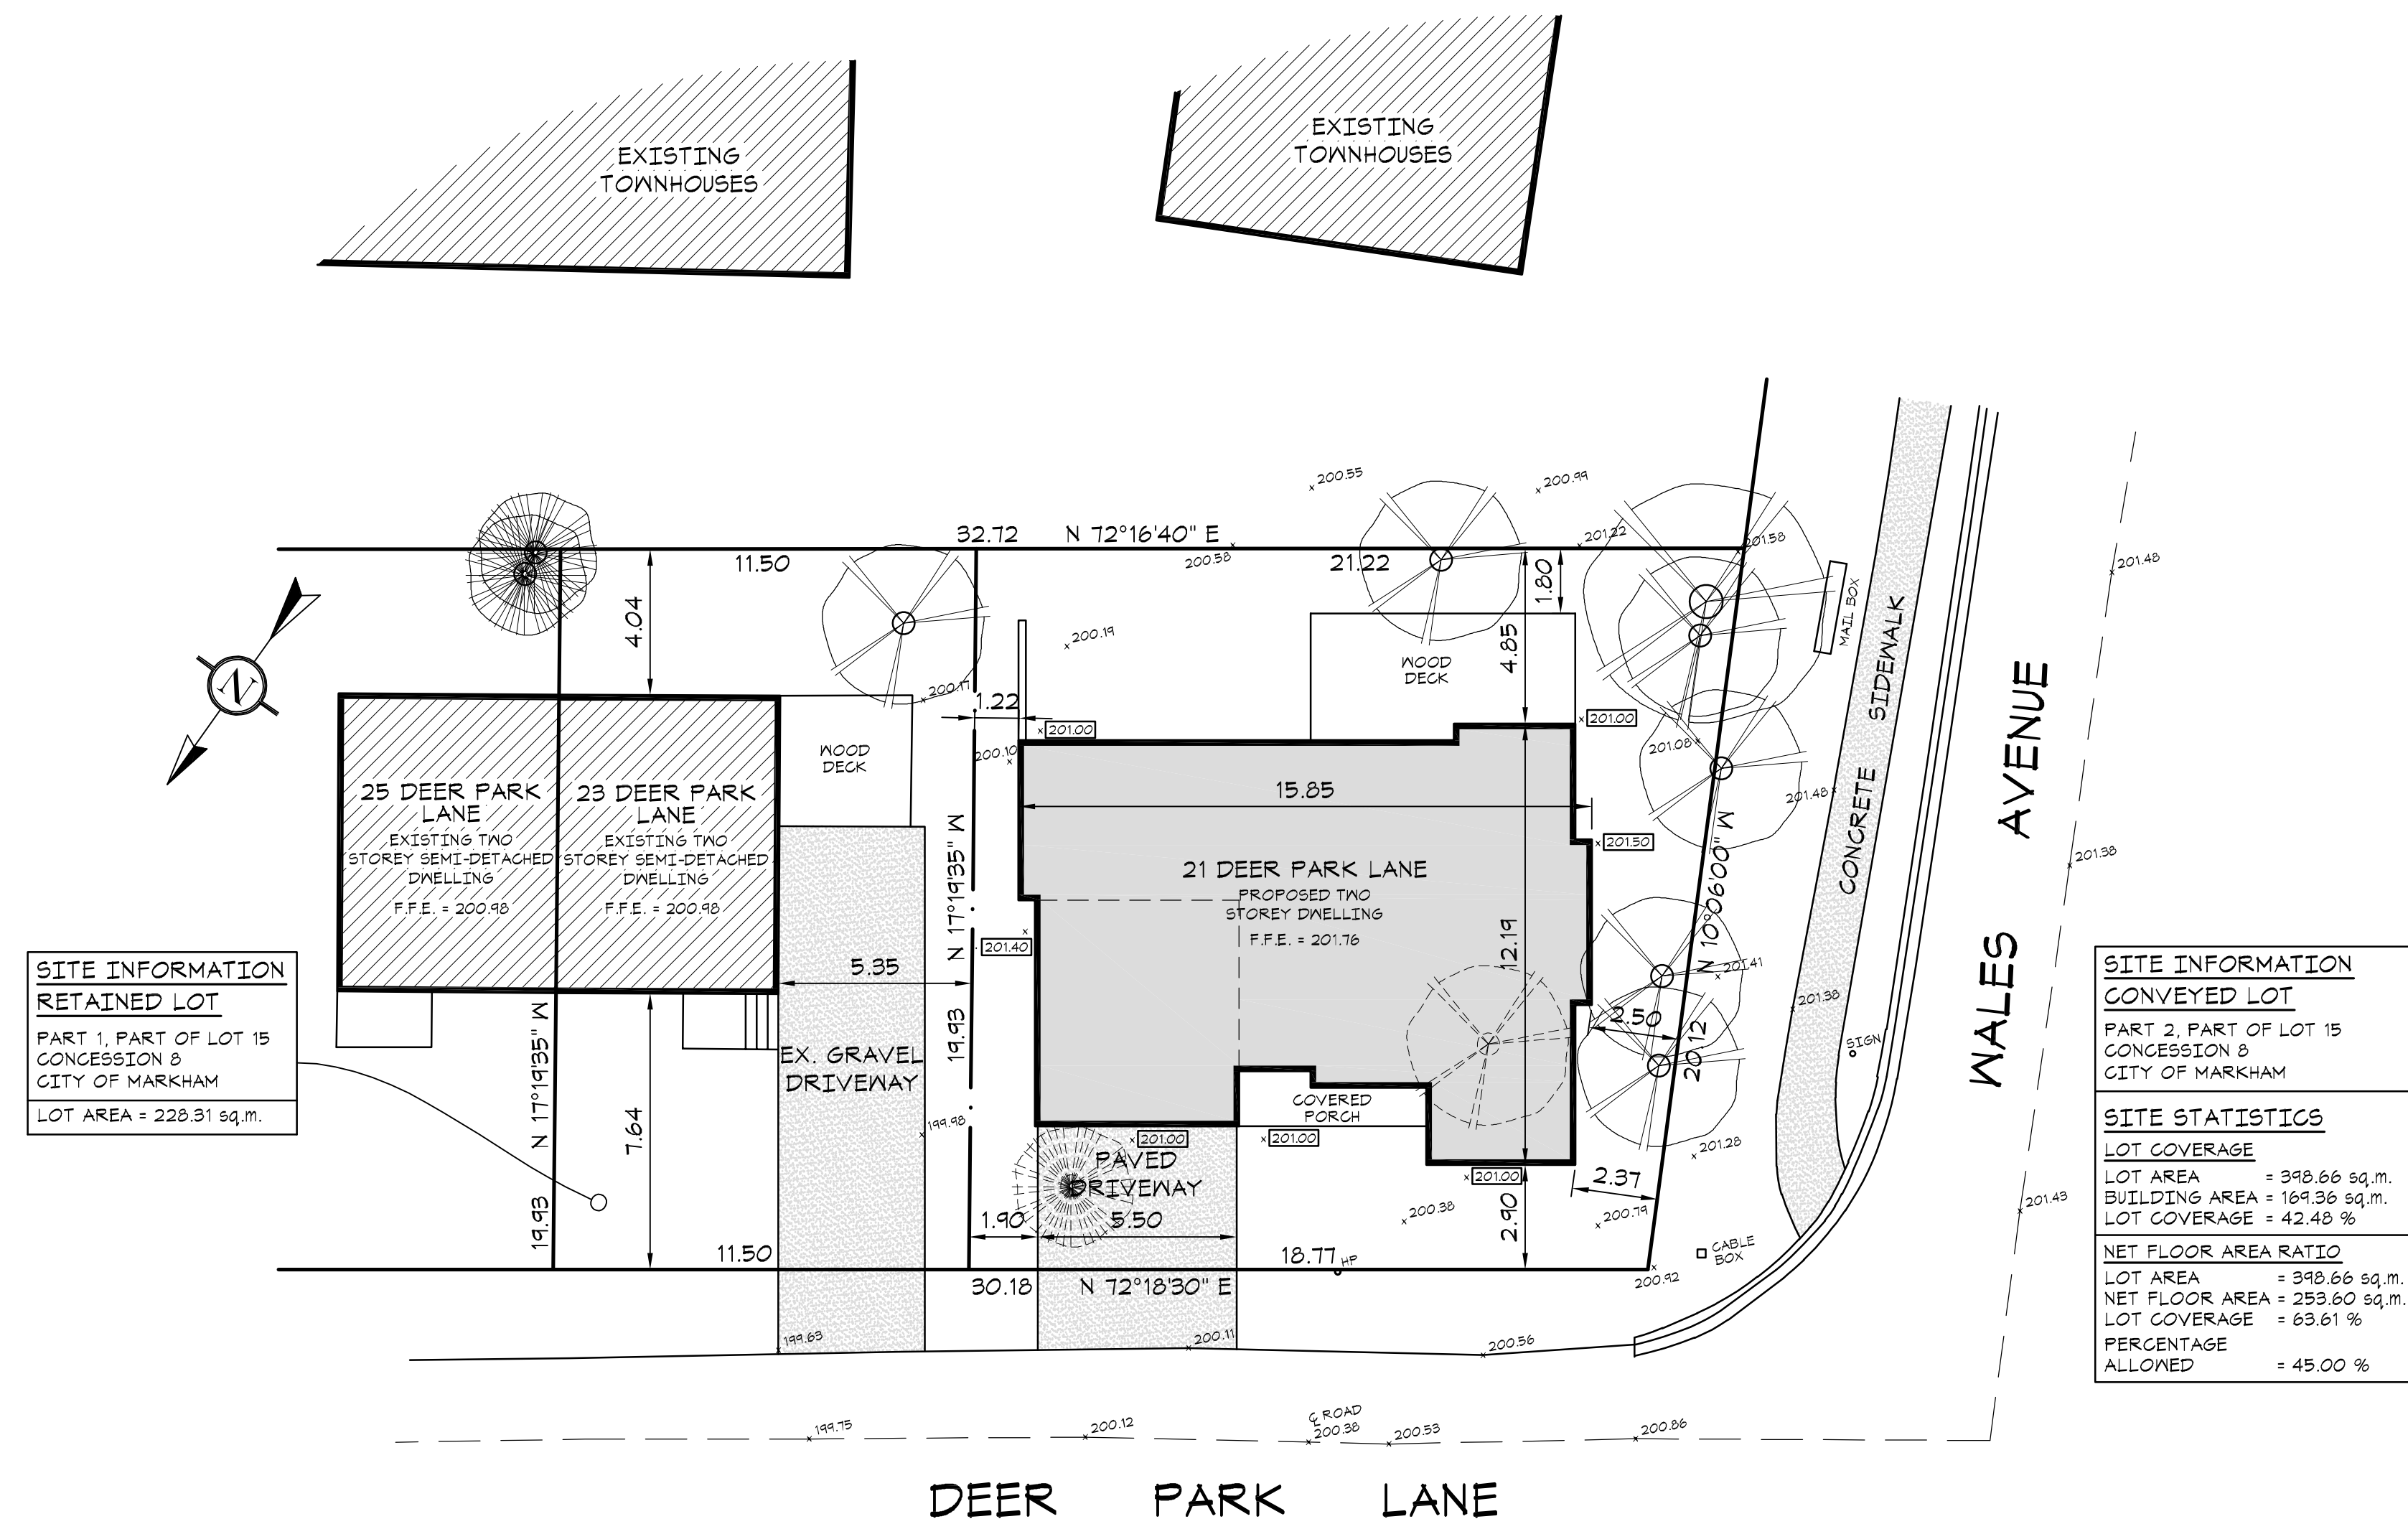 EXISTING
TOWNHOUSES
EXISTING
TOWNHOUSES
200.55
200.99
32.72 N 72°16'40" E
201.22
201.58
11.50
200.58
21.22
4.04
1.80
4.85
200.19
201.48
MAIL BOX
WOOD
DECK
200.17
1.22
201.00
201.00
200.10
201.08
WOOD
DECK
CONCRETE SIDEWALK
WALES AVENUE
25 DEER PARK
LANE
EXISTING TWO
STOREY SEMI-DETACHED
DWELLING
F.F.E. = 200.98
23 DEER PARK
LANE
EXISTING TWO
STOREY SEMI-DETACHED
DWELLING
F.F.E. = 200.98
15.85
201.48
201.50
201.38
21 DEER PARK LANE
PROPOSED TWO
STOREY DWELLING
F.F.E. = 201.76
12.19
N 17°19'35" W
19.93
N 10°06'00" W
20.12
201.40
201.41
201.38
5.35
2.50
SIGN
N
SITE INFORMATION
RETAINED LOT
PART 1, PART OF LOT 15
CONCESSION 8
CITY OF MARKHAM
LOT AREA = 228.31 sq.m.
N 17°19'35" W
19.93
7.64
EX. GRAVEL
DRIVEWAY
199.98
COVERED
PORCH
201.00
201.00
201.00
201.28
PAVED
DRIVEWAY
2.37
200.38
200.79
201.43
1.90
5.50
2.90
11.50
18.77
HP
CABLE
BOX
200.92
30.18 N 72°18'30" E
199.63
200.11
200.56
199.75
200.12
℄ ROAD
200.38
200.53
200.86
DEER PARK LANE
SITE INFORMATION
CONVEYED LOT
PART 2, PART OF LOT 15
CONCESSION 8
CITY OF MARKHAM
SITE STATISTICS
LOT COVERAGE
LOT AREA = 398.66 sq.m.
BUILDING AREA = 169.36 sq.m.
LOT COVERAGE = 42.48 %
NET FLOOR AREA RATIO
LOT AREA = 398.66 sq.m.
NET FLOOR AREA = 253.60 sq.m.
LOT COVERAGE = 63.61 %
PERCENTAGE
ALLOWED = 45.00 %